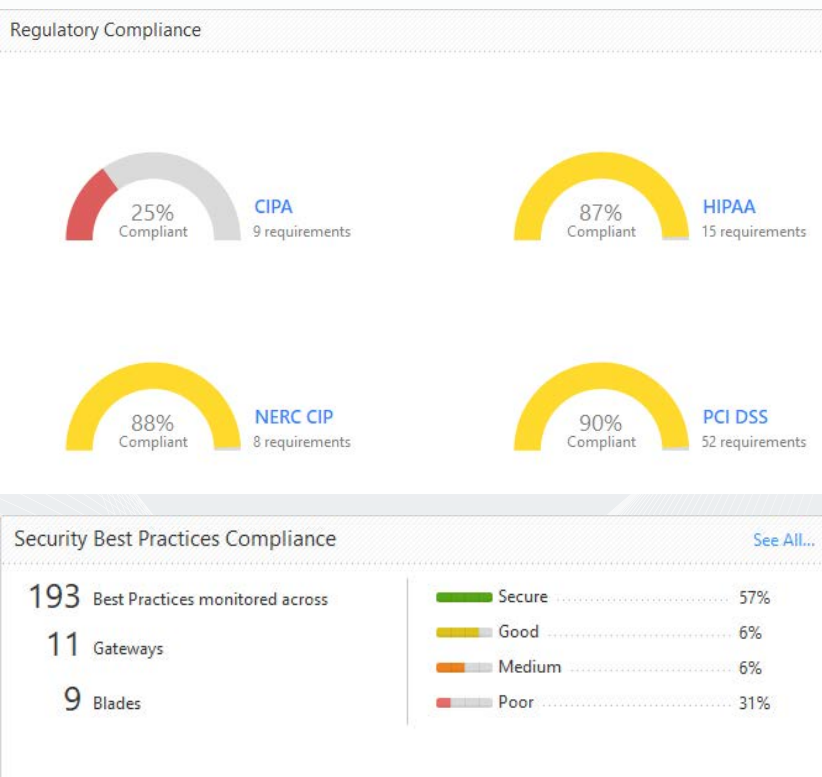 Regulatory Compliance
25%
Compliant
CIPA
9 requirements
87%
Compliant
HIPAA
15 requirements
88%
Compliant
NERC CIP
8 requirements
90%
Compliant
PCI DSS
52 requirements
Security Best Practices Compliance
See All...
193 Best Practices monitored across
11 Gateways
9 Blades
Secure 57%
Good 6%
Medium 6%
Poor 31%